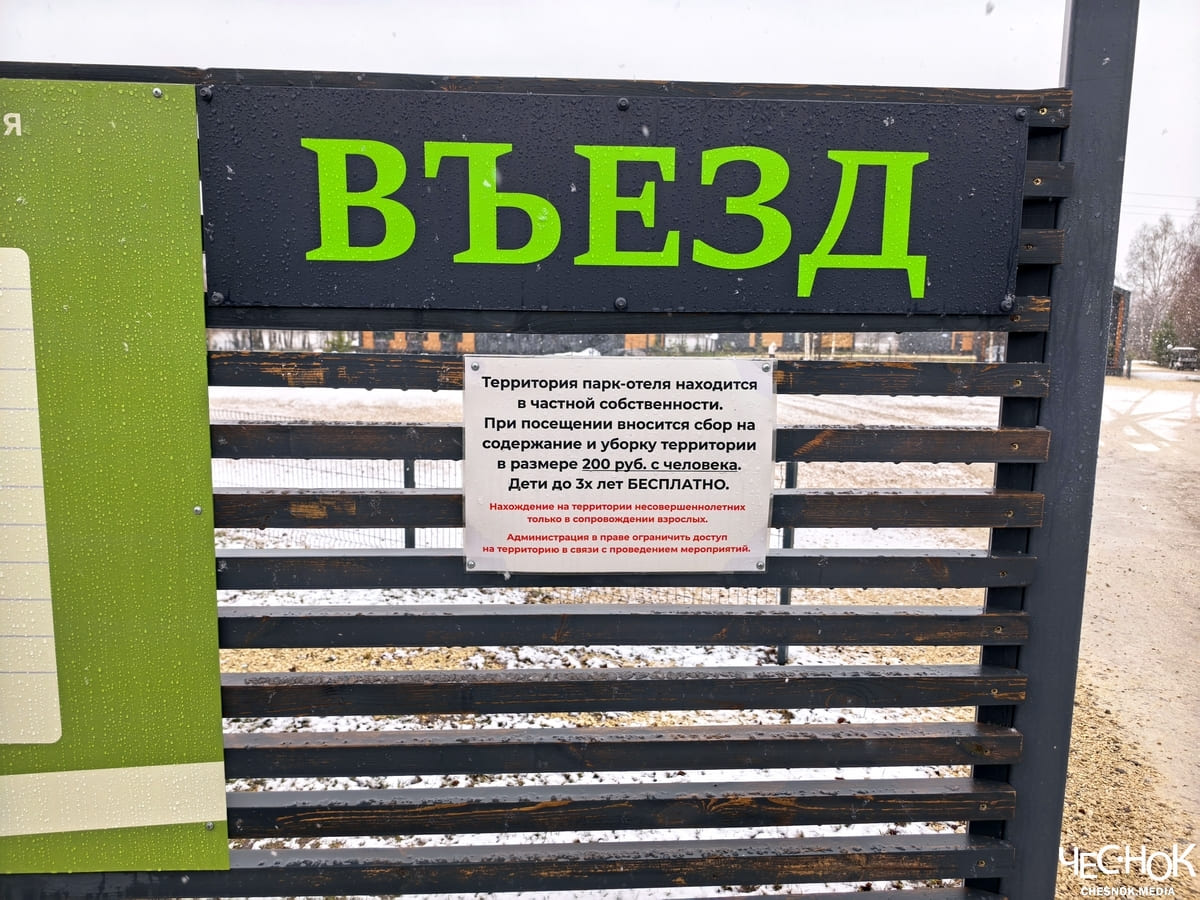 я
ВЪЕЗД
Территория парк-отеля находится
в частной собственности.
При посещении вносится сбор на
содержание и уборку территории
в размере 200 руб. с человека.
Дети до 3х лет БЕСПЛАТНО.
Нахождение на территории несовершеннолетних
только в сопровождении взрослых.
Администрация в праве ограничить доступ
на территорию в связи с проведением мероприятий.
ЧЕСНОК
CHESNOK.MEDIA